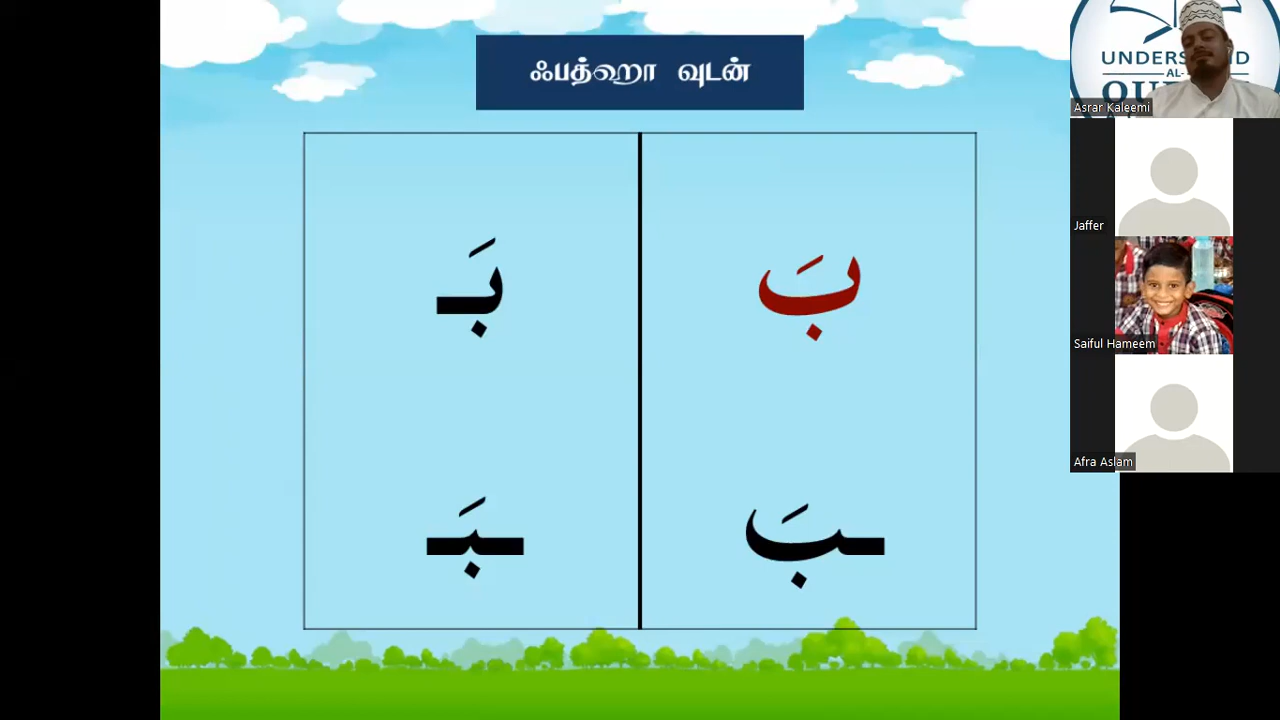 ஃபத்ஹா வுடன்
بَ
بَـ
ـبَ
ـبَـ
UNDERSTAND
AL-
Asrar Kaleemi
Jaffer
Saiful Hameem
Afra Aslam